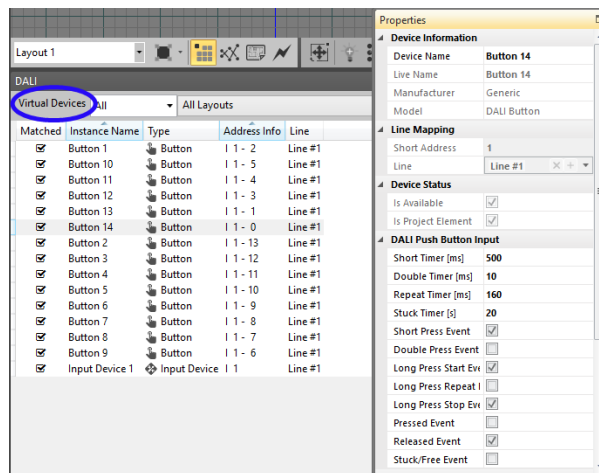 Properties
Device Information
Device Name Button 14
Live Name Button 14
Manufacturer Generic
Model DALI Button
Line Mapping
Short Address 1
Line Line #1
Device Status
Is Available
Is Project Element
DALI Push Button Input
Short Timer [ms] 500
Double Timer [ms] 10
Repeat Timer [ms] 160
Stuck Timer [s] 20
Short Press Event
Double Press Event
Long Press Start Eve
Long Press Repeat I
Long Press Stop Eve
Pressed Event
Released Event
Stuck/Free Event
Layout 1
DALI
Virtual Devices All All Layouts
Matched Instance Name Type Address Info Line
Button 1 Button I 1 - 2 Line #1
Button 10 Button I 1 - 5 Line #1
Button 11 Button I 1 - 4 Line #1
Button 12 Button I 1 - 3 Line #1
Button 13 Button I 1 - 1 Line #1
Button 14 Button I 1 - 0 Line #1
Button 2 Button I 1 - 13 Line #1
Button 3 Button I 1 - 12 Line #1
Button 4 Button I 1 - 11 Line #1
Button 5 Button I 1 - 10 Line #1
Button 6 Button I 1 - 9 Line #1
Button 7 Button I 1 - 8 Line #1
Button 8 Button I 1 - 7 Line #1
Button 9 Button I 1 - 6 Line #1
Input Device 1 Input Device I 1 Line #1